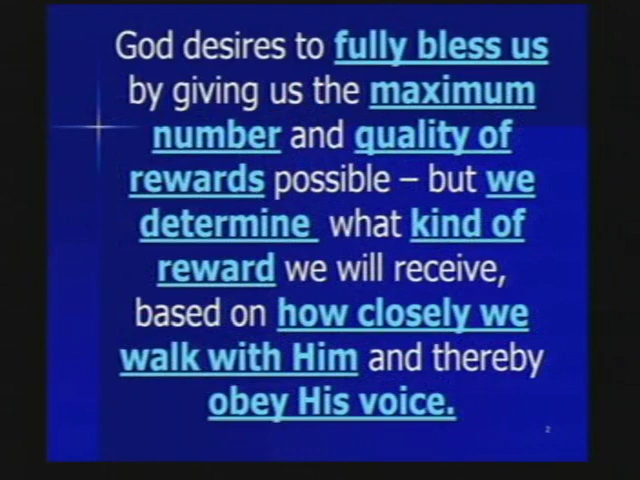 God desires to fully bless us
by giving us the maximum
number and quality of
rewards possible – but we
determine what kind of
reward we will receive,
based on how closely we
walk with Him and thereby
obey His voice.
2